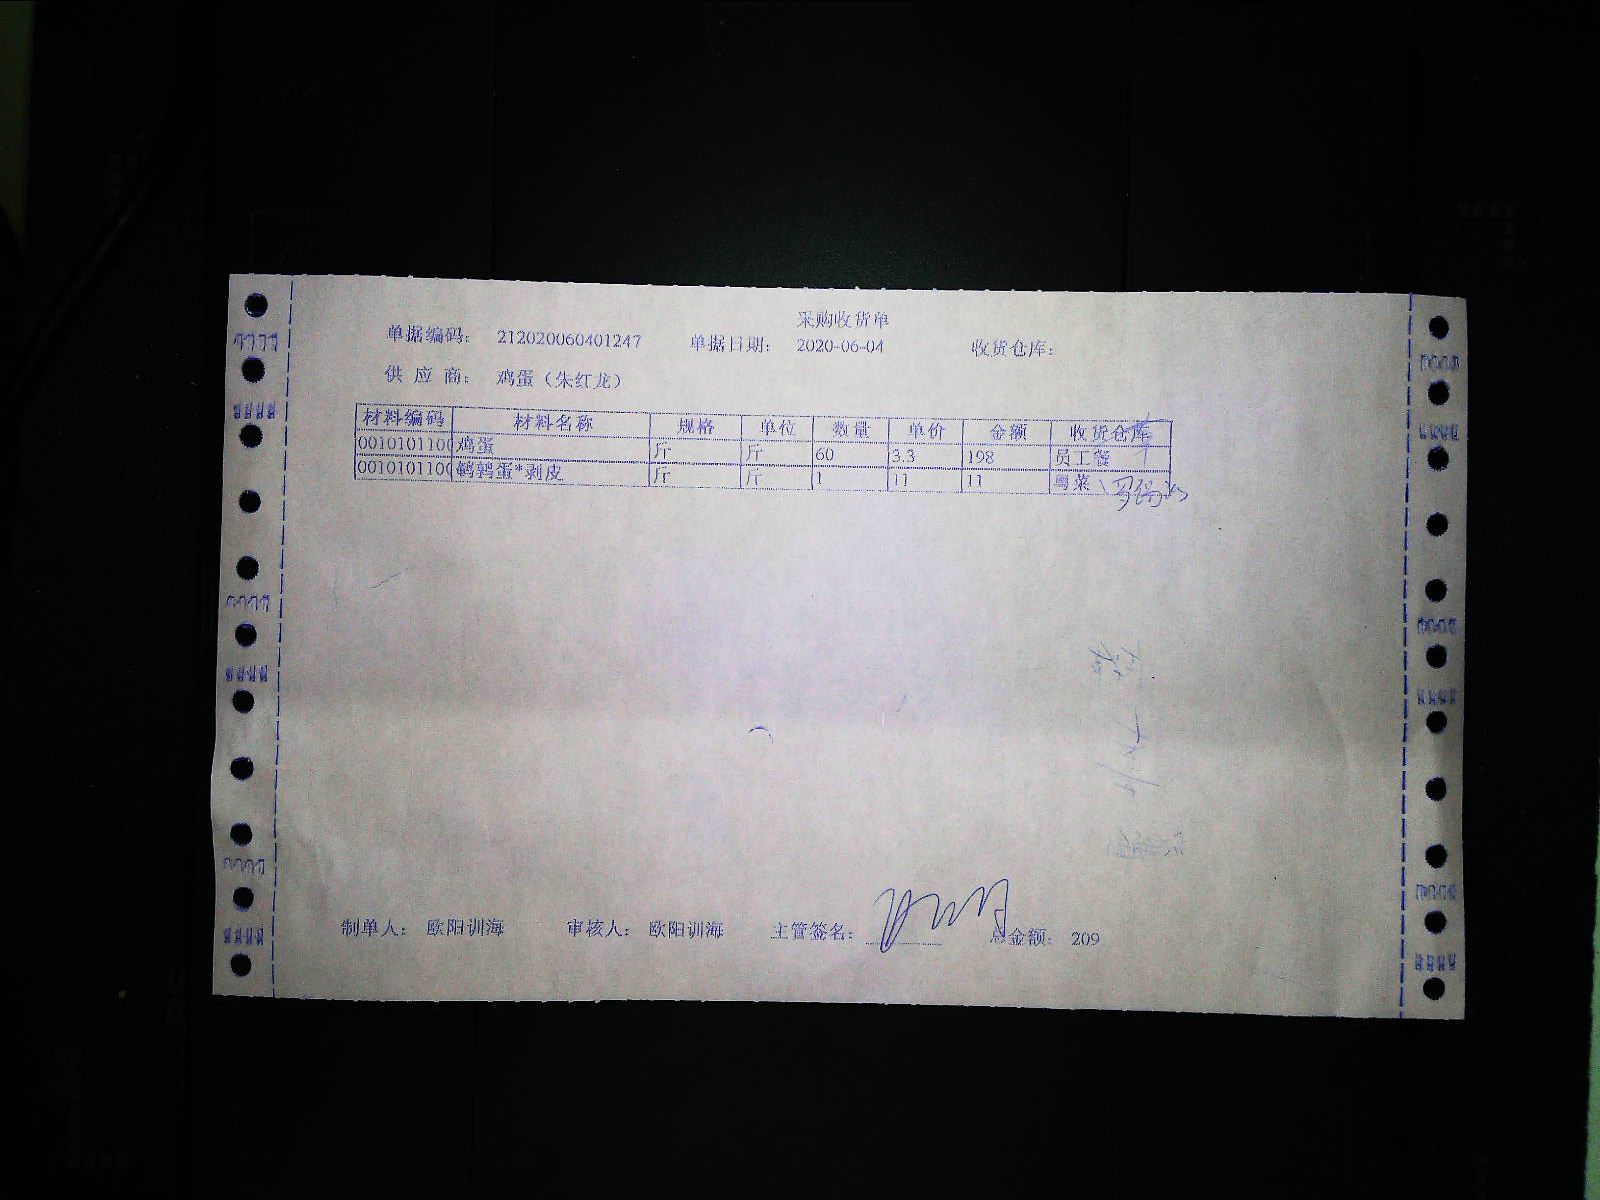 采购收货单
单据编码: 212020060401247 单据日期: 2020-06-04 收货仓库:
供 应 商: 鸡蛋（朱红龙）
材料编码 材料名称 规格 单位 数量 单价 金额 收货仓库
0010101100 鸡蛋 斤 斤 60 3.3 198 员工餐
0010101100 鹌鹑蛋*剥皮 斤 斤 1 11 11 粤菜
制单人: 欧阳训海 审核人: 欧阳训海 主管签名: 总金额: 209